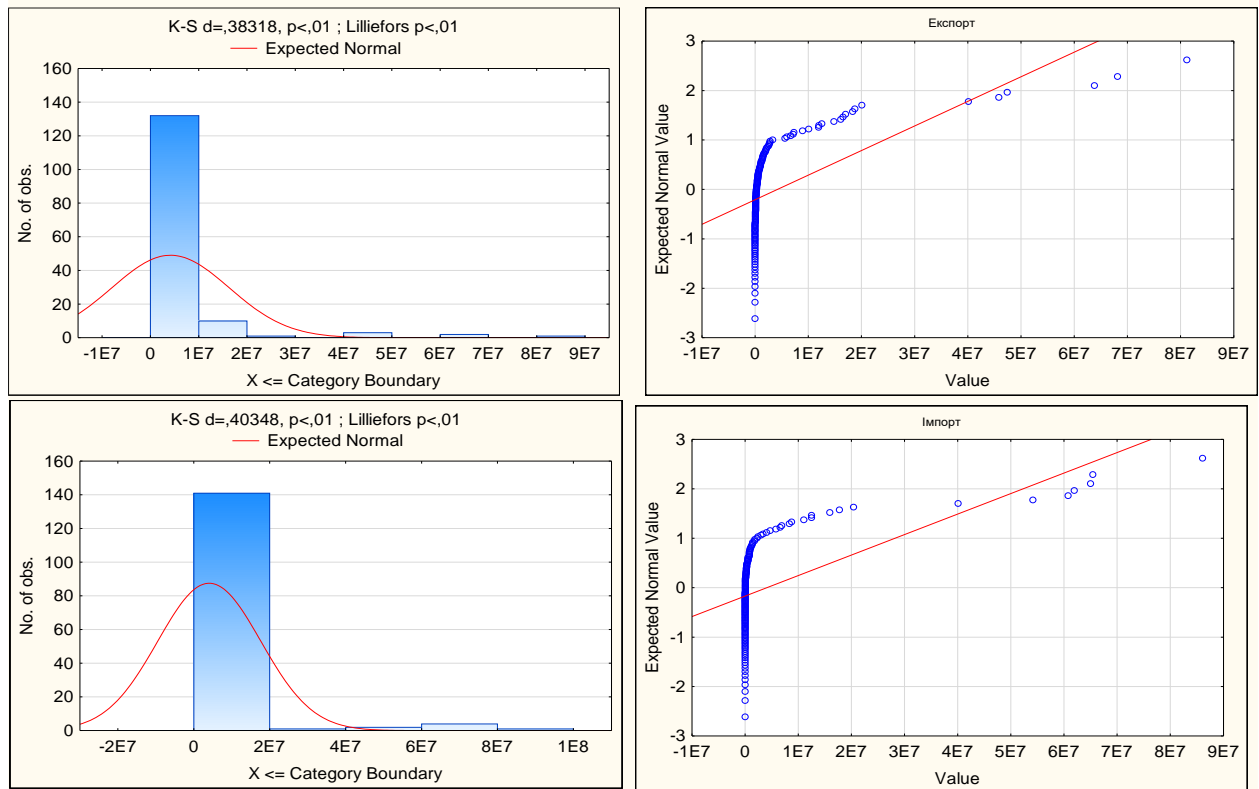 K-S d=,38318, p<,01 ; Lilliefors p<,01
Expected Normal
160
140
120
100
80
60
40
20
0
No. of obs.
-1E7 0 1E7 2E7 3E7 4E7 5E7 6E7 7E7 8E7 9E7
X <= Category Boundary
Експорт
3
2
1
0
-1
-2
-3
Expected Normal Value
-1E7 0 1E7 2E7 3E7 4E7 5E7 6E7 7E7 8E7 9E7
Value
K-S d=,40348, p<,01 ; Lilliefors p<,01
Expected Normal
160
140
120
100
80
60
40
20
0
No. of obs.
-2E7 0 2E7 4E7 6E7 8E7 1E8
X <= Category Boundary
Імпорт
3
2
1
0
-1
-2
-3
Expected Normal Value
-1E7 0 1E7 2E7 3E7 4E7 5E7 6E7 7E7 8E7 9E7
Value